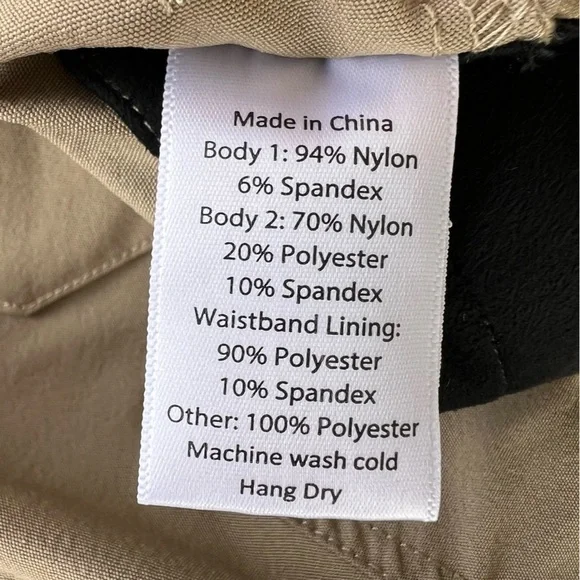 Made in China
Body 1: 94% Nylon
6% Spandex
Body 2: 70% Nylon
20% Polyester
10% Spandex
Waistband Lining:
90% Polyester
10% Spandex
Other: 100% Polyester
Machine wash cold
Hang Dry